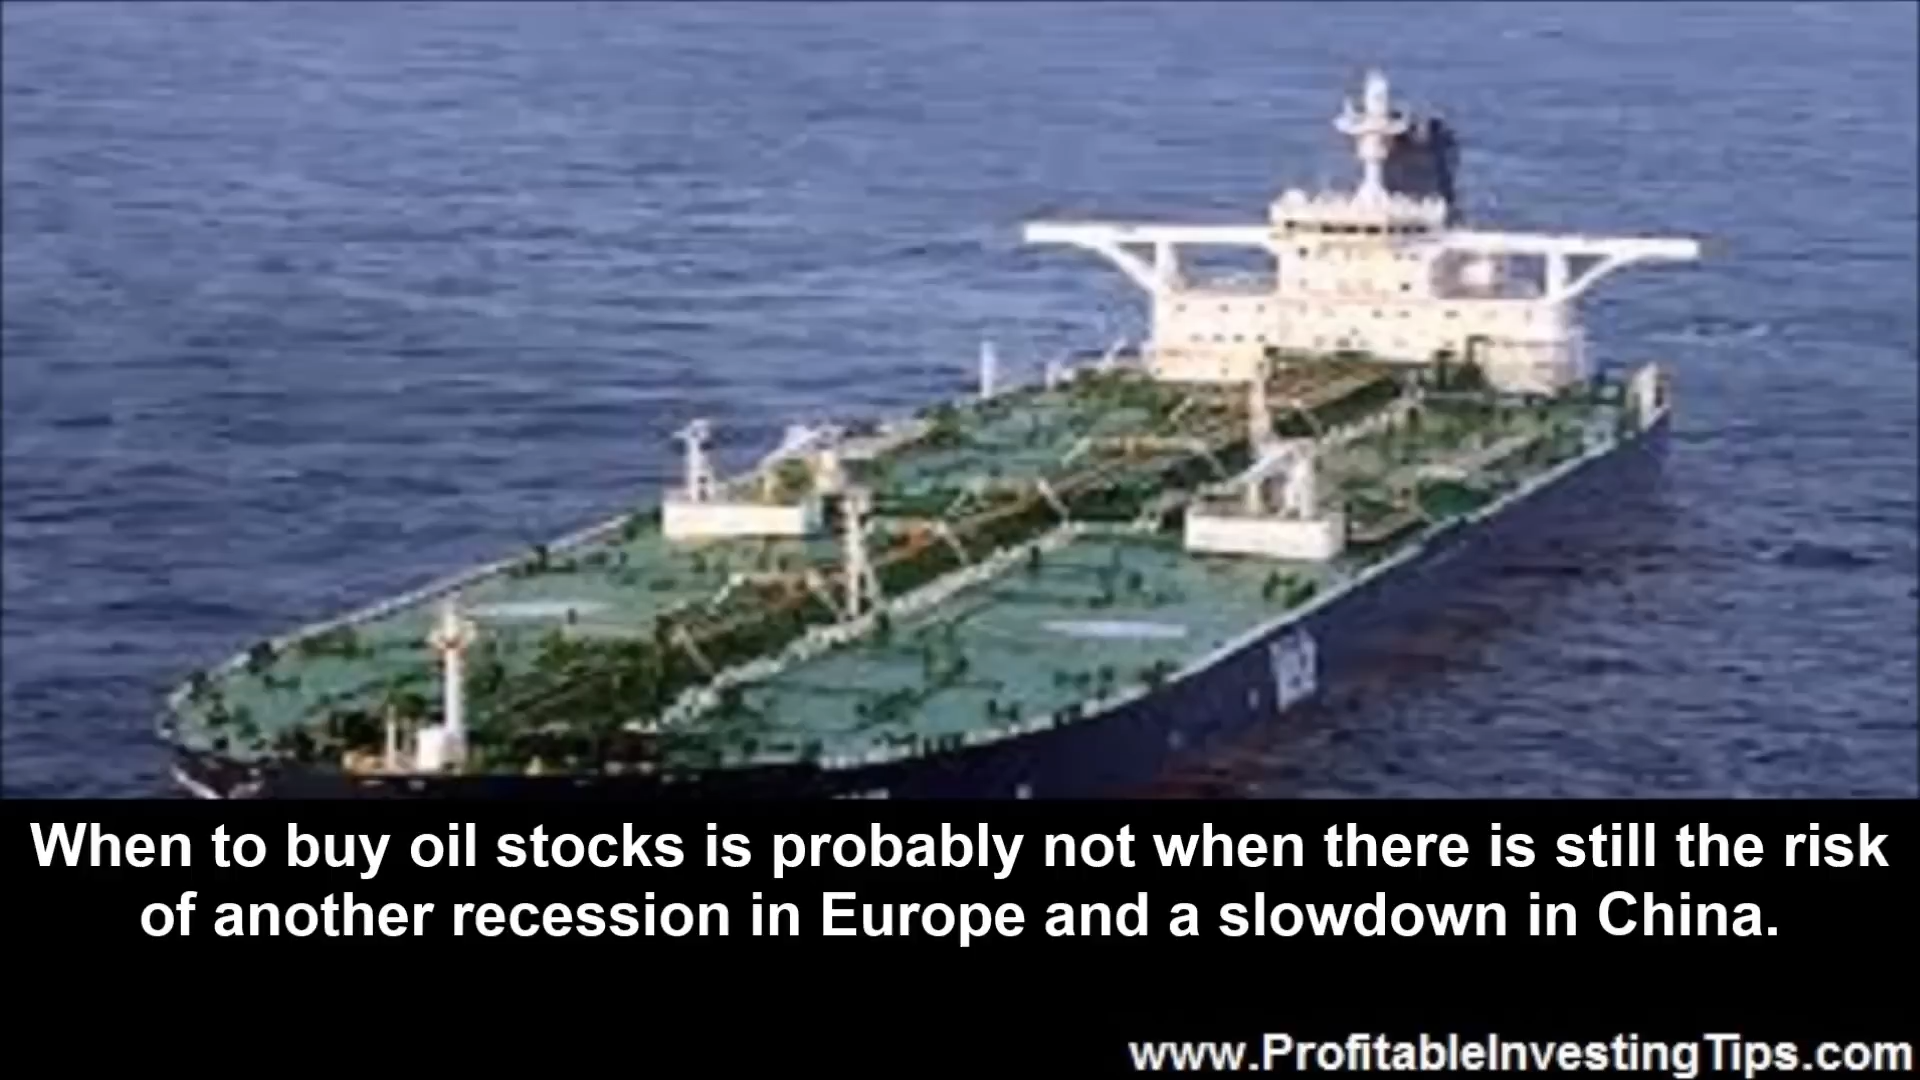 When to buy oil stocks is probably not when there is still the risk
of another recession in Europe and a slowdown in China.
www.ProfitableInvestingTips.com